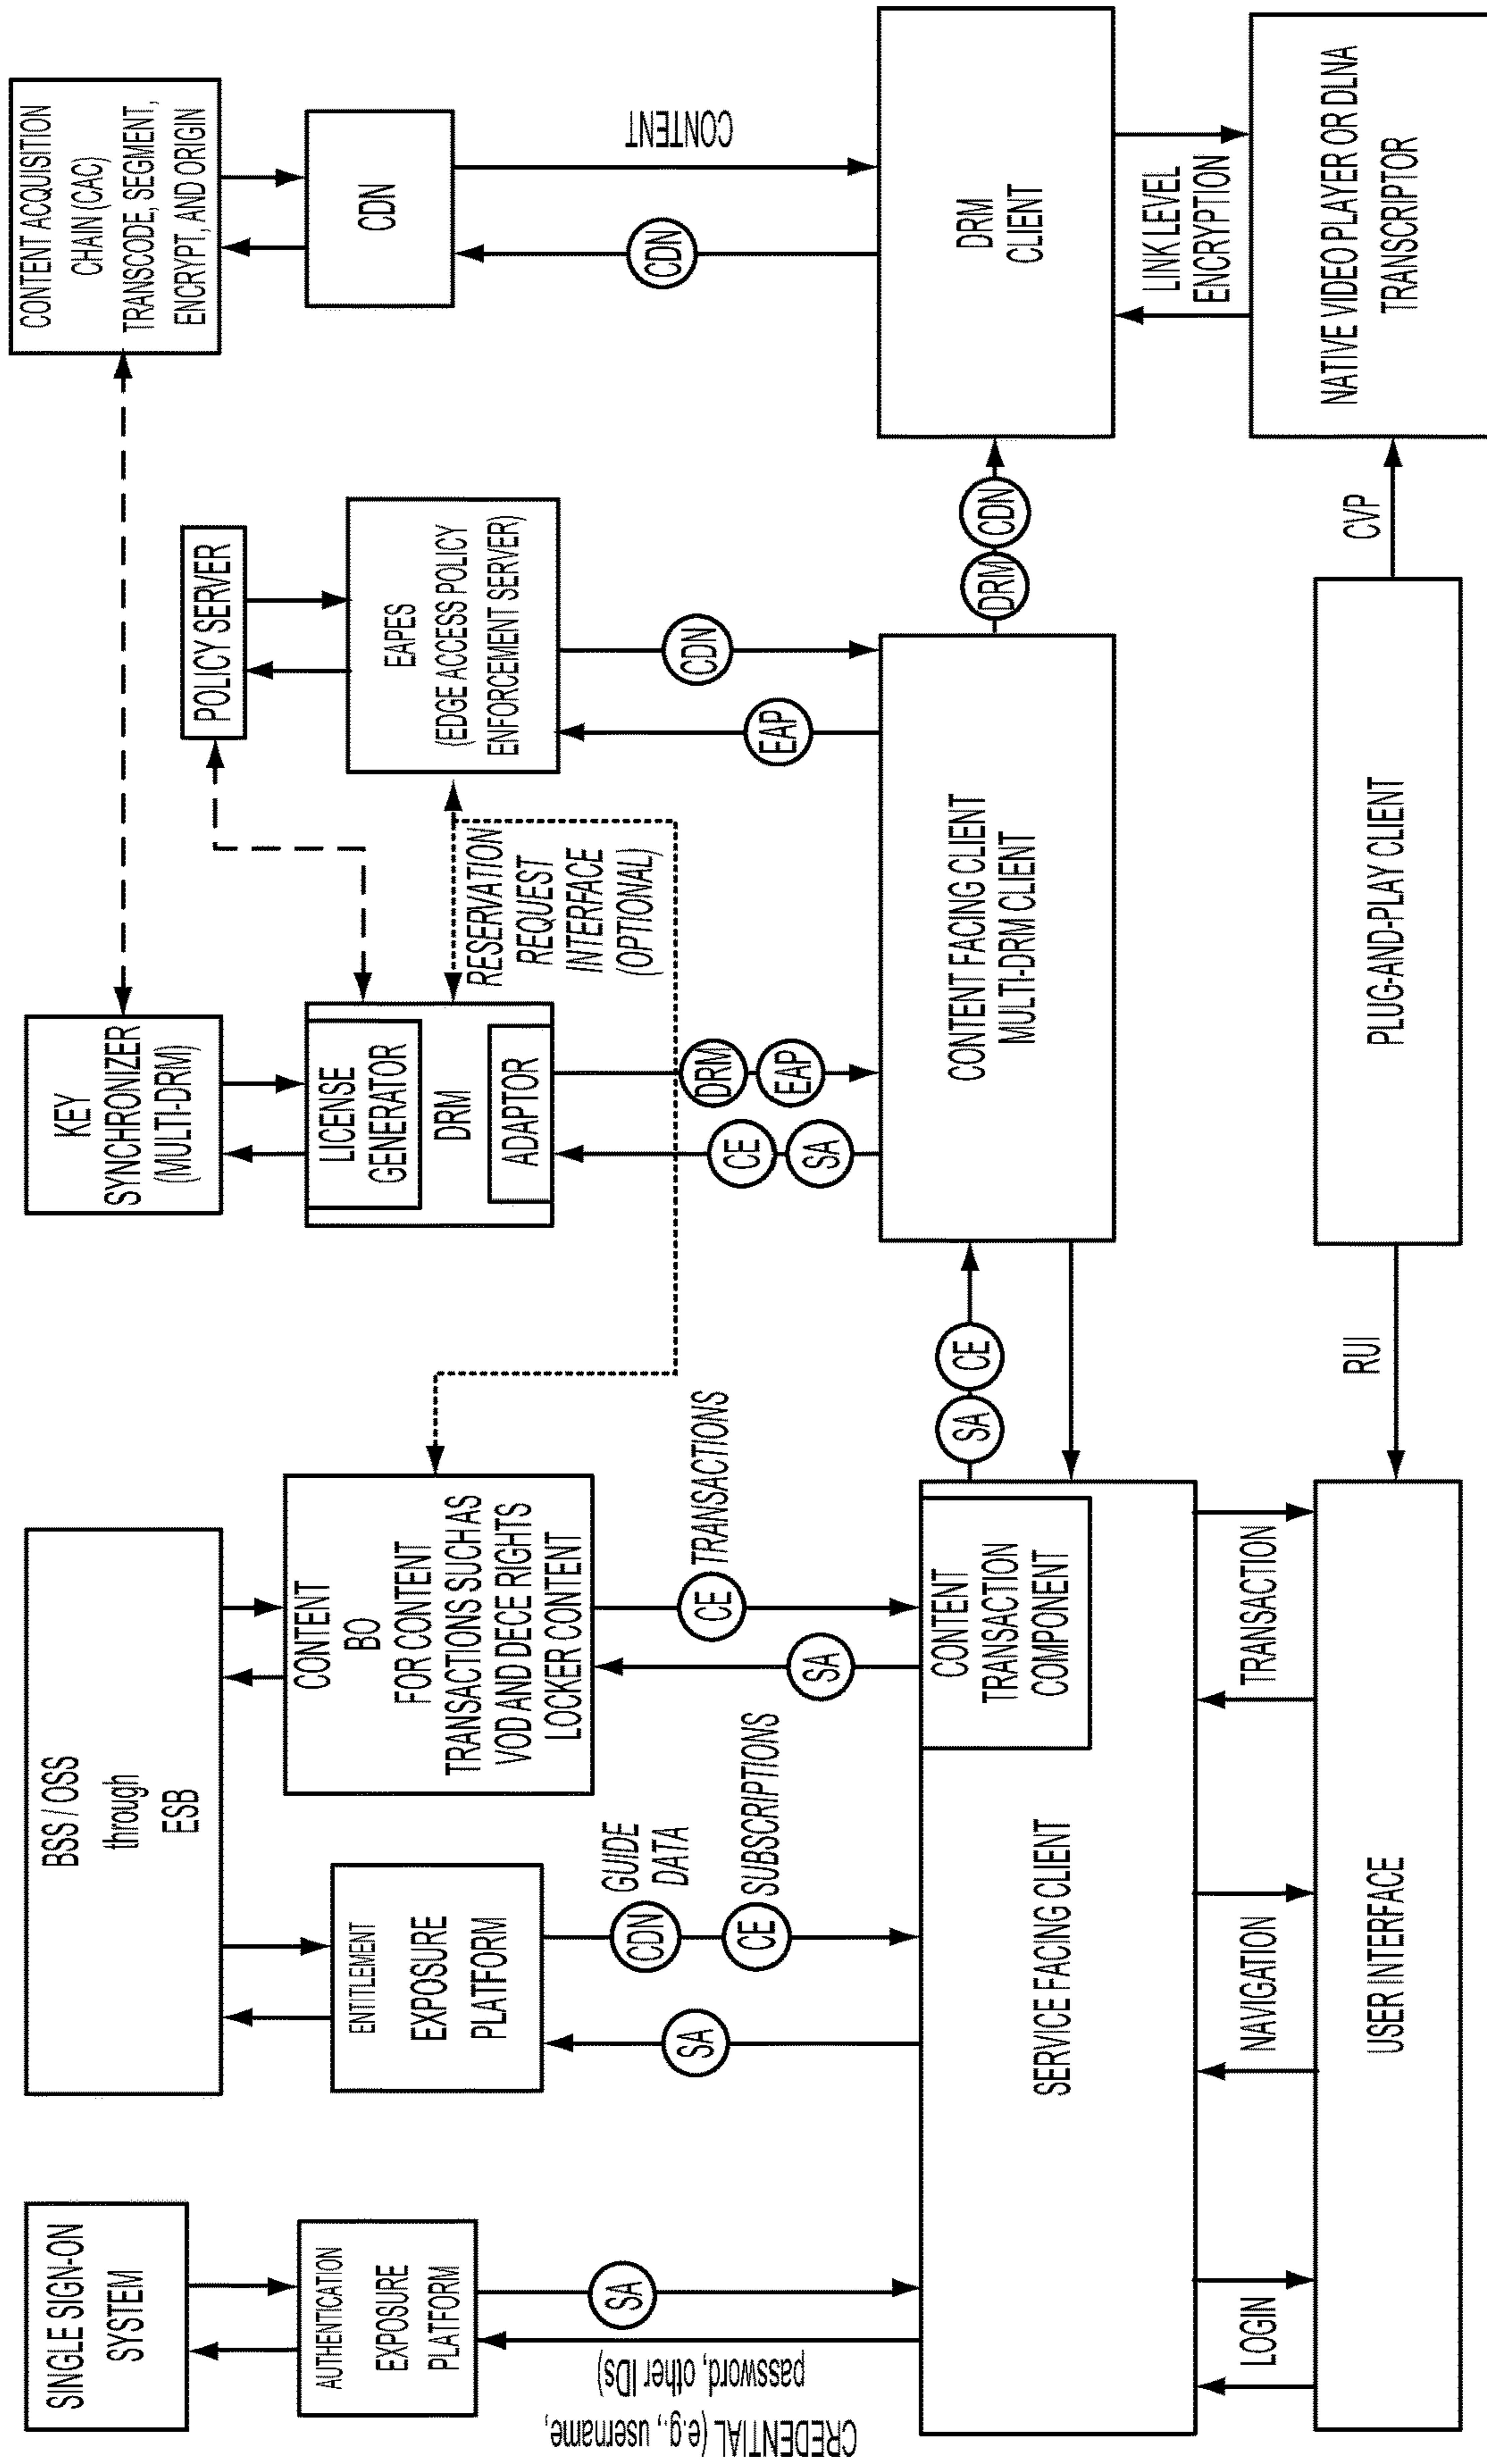 SINGLE SIGN-ON
SYSTEM
AUTHENTICATION
EXPOSURE
PLATFORM
SA
CREDENTIAL (e.g., username,
password, other IDs)
BSS / OSS
through
ESB
ENTITLEMENT
EXPOSURE
PLATFORM
SA
CDN
GUIDE
DATA
CE
SUBSCRIPTIONS
CONTENT
BO
FOR CONTENT
TRANSACTIONS SUCH AS
VOD AND DECE RIGHTS
LOCKER CONTENT
SA
CE
TRANSACTIONS
KEY
SYNCHRONIZER
(MULTI-DRM)
LICENSE
GENERATOR
DRM
ADAPTOR
CE
SA
DRM
EAP
RESERVATION
REQUEST
INTERFACE
(OPTIONAL)
POLICY SERVER
EAPES
(EDGE ACCESS POLICY
ENFORCEMENT SERVER)
EAP
CDN
CONTENT ACQUISITION
CHAIN (CAC)
TRANSCODE, SEGMENT,
ENCRYPT, AND ORIGIN
CDN
CDN
CONTENT
SERVICE FACING CLIENT
CONTENT
TRANSACTION
COMPONENT
SA
CE
CONTENT FACING CLIENT
MULTI-DRM CLIENT
DRM
CDN
DRM
CLIENT
LOGIN
NAVIGATION
TRANSACTION
LINK LEVEL
ENCRYPTION
USER INTERFACE
RUI
PLUG-AND-PLAY CLIENT
CVP
NATIVE VIDEO PLAYER OR DLNA
TRANSCRIPTOR